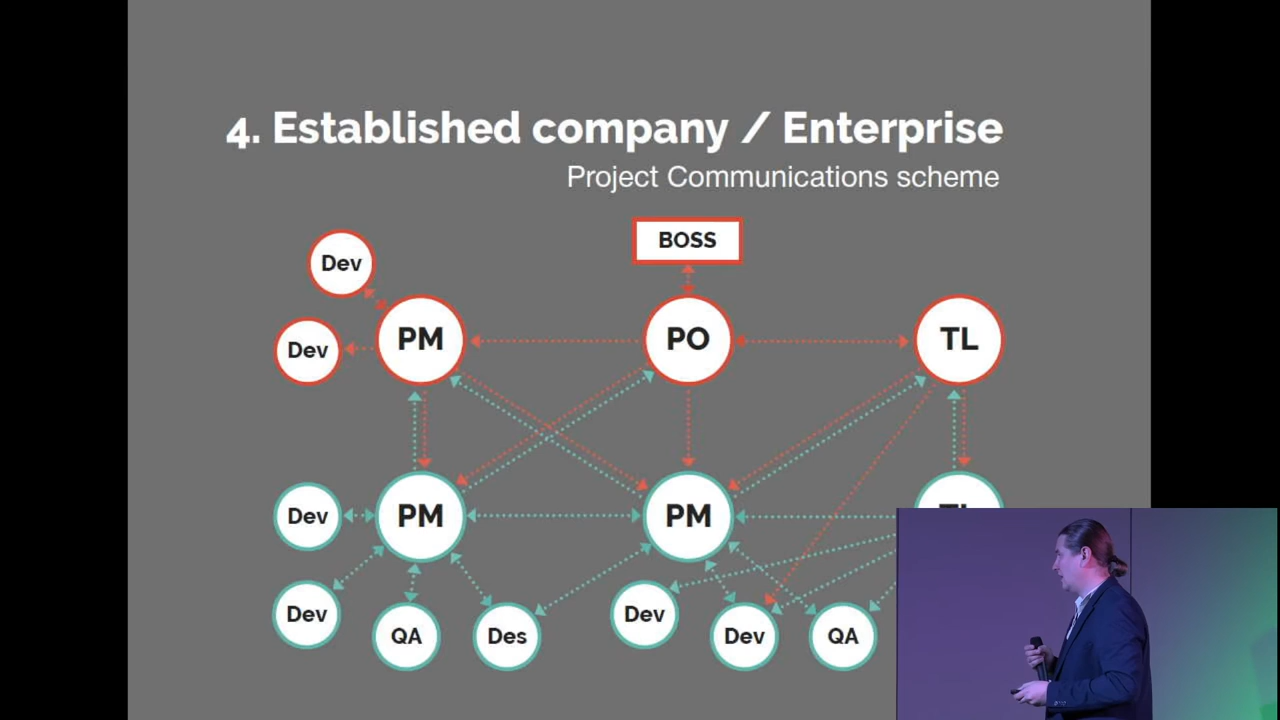 4. Established company / Enterprise
Project Communications scheme
BOSS
Dev
PM
PO
TL
Dev
Dev
PM
PM
Dev
QA
Des
Dev
Dev
QA